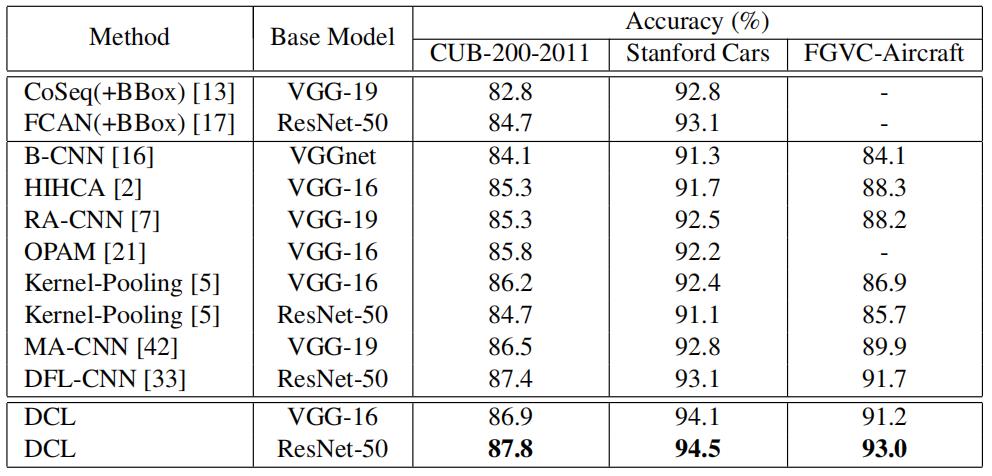 Method Base Model Accuracy (%)
CUB-200-2011 Stanford Cars FGVC-Aircraft
CoSeq(+BBox) [13] VGG-19 82.8 92.8 -
FCAN(+BBox) [17] ResNet-50 84.7 93.1 -
B-CNN [16] VGGnet 84.1 91.3 84.1
HIHCA [2] VGG-16 85.3 91.7 88.3
RA-CNN [7] VGG-19 85.3 92.5 88.2
OPAM [21] VGG-16 85.8 92.2 -
Kernel-Pooling [5] VGG-16 86.2 92.4 86.9
Kernel-Pooling [5] ResNet-50 84.7 91.1 85.7
MA-CNN [42] VGG-19 86.5 92.8 89.9
DFL-CNN [33] ResNet-50 87.4 93.1 91.7
DCL VGG-16 86.9 94.1 91.2
DCL ResNet-50 87.8 94.5 93.0